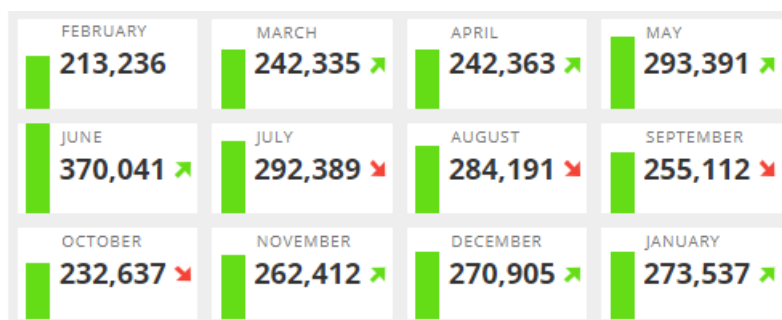 FEBRUARY
213,236
MARCH
242,335
APRIL
242,363
MAY
293,391
JUNE
370,041
JULY
292,389
AUGUST
284,191
SEPTEMBER
255,112
OCTOBER
232,637
NOVEMBER
262,412
DECEMBER
270,905
JANUARY
273,537